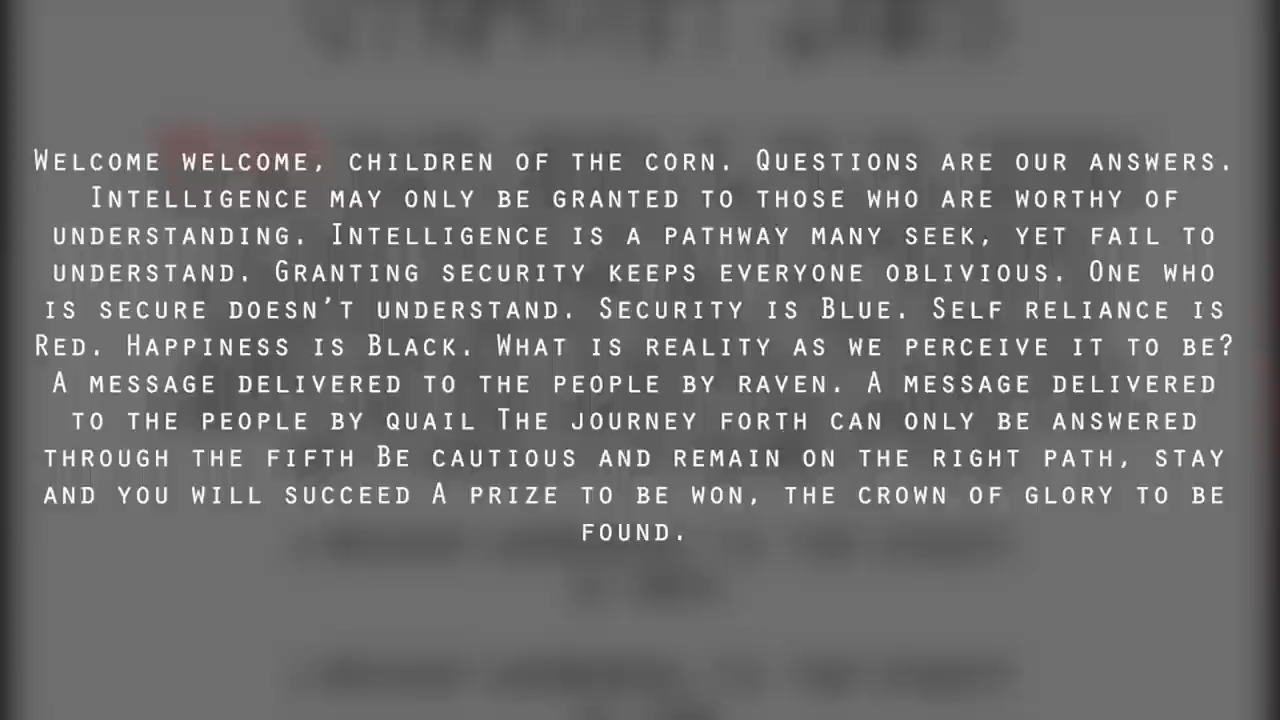 Welcome welcome, children of the corn. Questions are our answers.
Intelligence may only be granted to those who are worthy of
understanding. Intelligence is a pathway many seek, yet fail to
understand. Granting security keeps everyone oblivious. One who
is secure doesn't understand. Security is Blue. Self reliance is
Red. Happiness is Black. What is reality as we perceive it to be?
A message delivered to the people by raven. A message delivered
to the people by quail The journey forth can only be answered
through the fifth Be cautious and remain on the right path, stay
and you will succeed A prize to be won, the crown of glory to be
found.